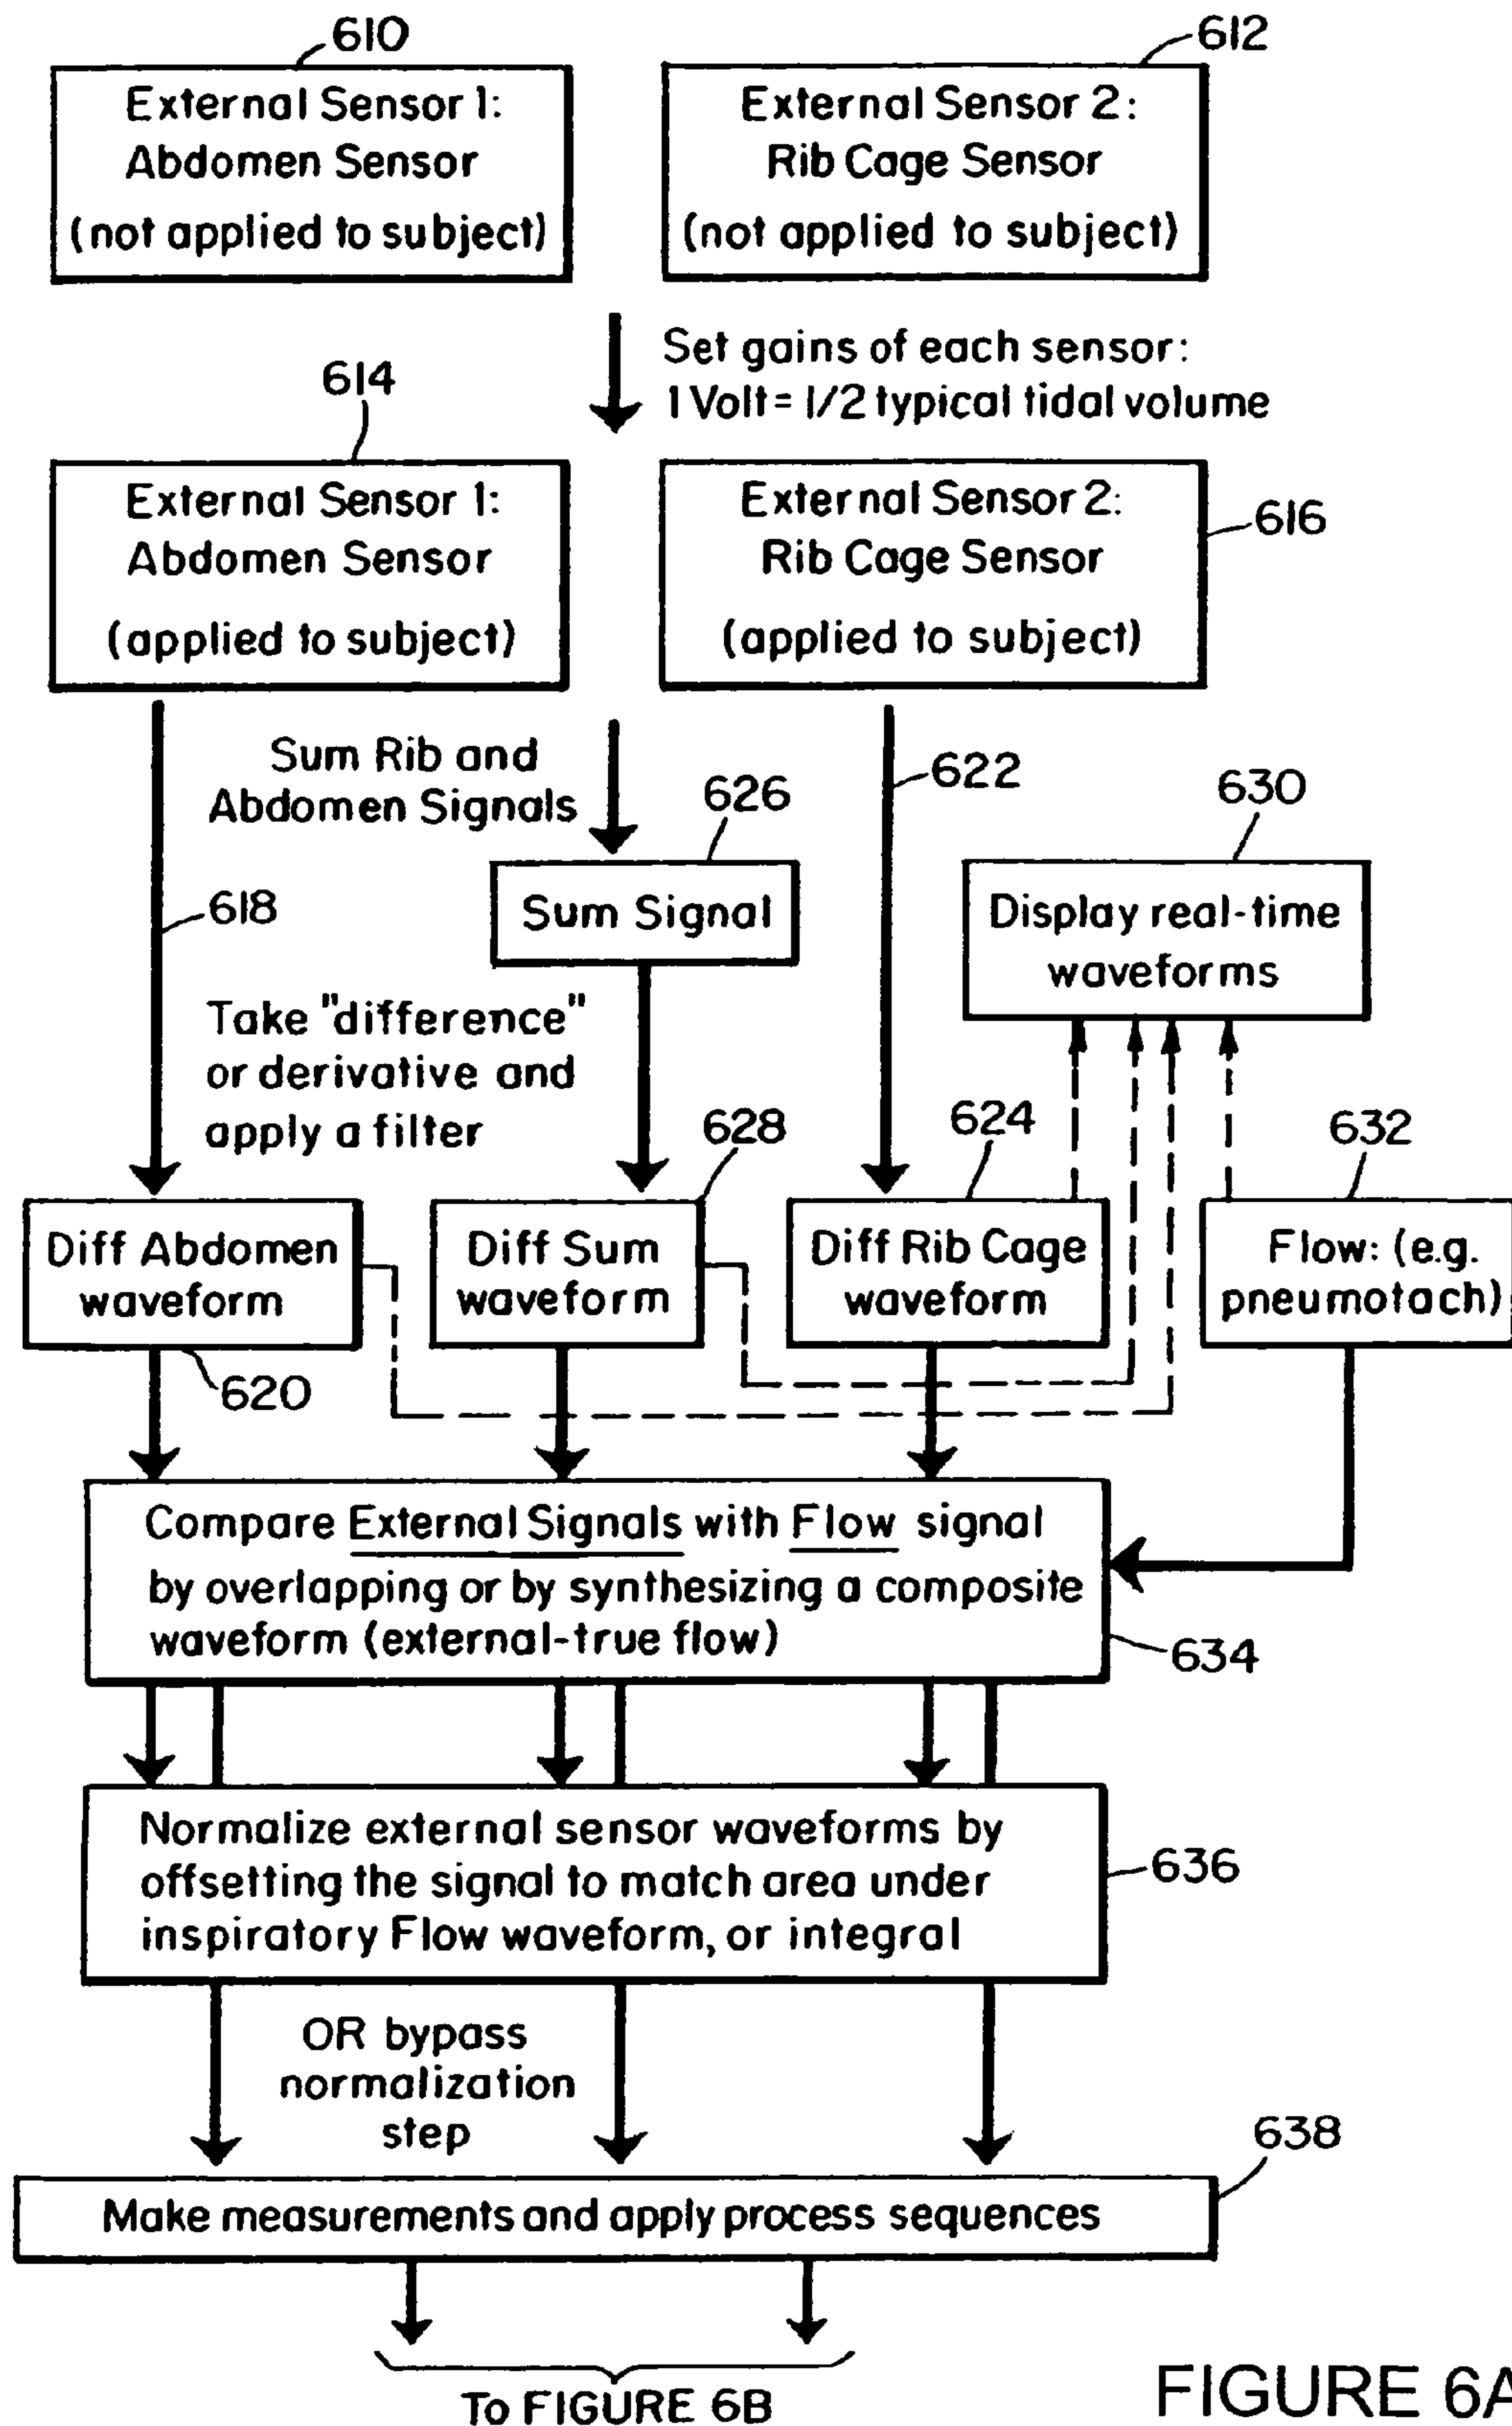 610
612
External Sensor 1:
Abdomen Sensor
(not applied to subject)
External Sensor 2:
Rib Cage Sensor
(not applied to subject)
Set gains of each sensor:
1 Volt = 1/2 typical tidal volume
614
External Sensor 1:
Abdomen Sensor
(applied to subject)
External Sensor 2:
Rib Cage Sensor
(applied to subject)
616
Sum Rib and
Abdomen Signals
622
626
630
618
Sum Signal
Display real-time
waveforms
Take "difference"
or derivative and
apply a filter
628
624
632
Diff Abdomen
waveform
Diff Sum
waveform
Diff Rib Cage
waveform
Flow: (e.g.
pneumotach)
620
Compare External Signals with Flow signal
by overlapping or by synthesizing a composite
waveform (external-true flow)
634
Normalize external sensor waveforms by
offsetting the signal to match area under
inspiratory Flow waveform, or integral
636
OR bypass
normalization
step
638
Make measurements and apply process sequences
To FIGURE 6B
FIGURE 6A